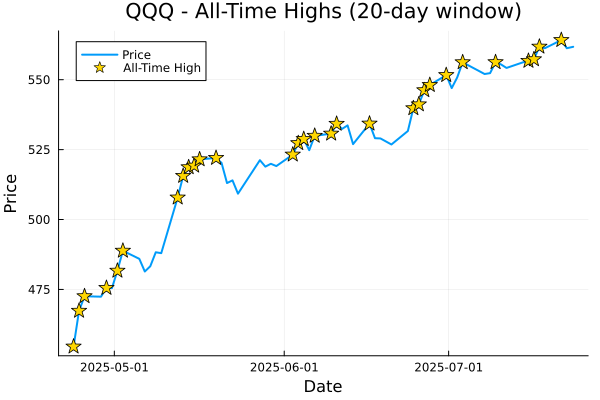 QQQ - All-Time Highs (20-day window)
Price
All-Time High
550
525
500
475
Price
2025-05-01 2025-06-01 2025-07-01
Date